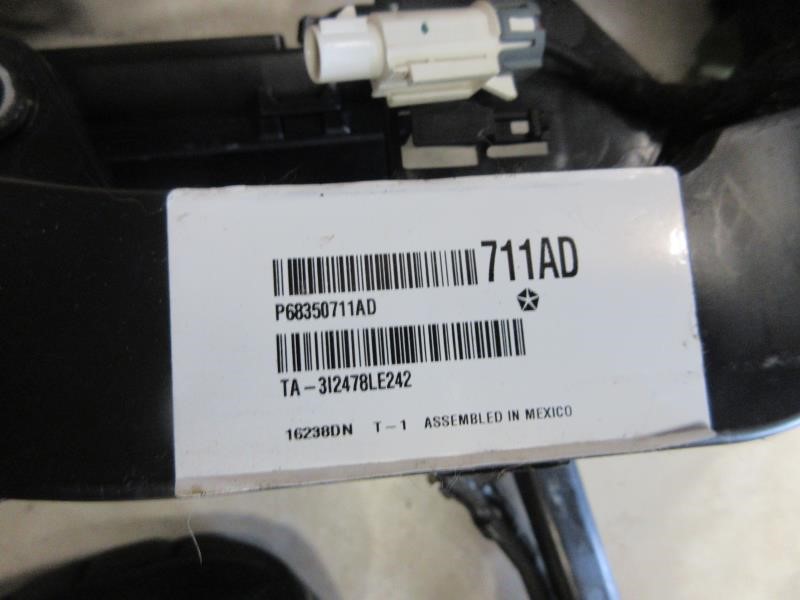 711AD
P68350711AD
TA-3I2478LE242
16238DN T-1 ASSEMBLED IN MEXICO